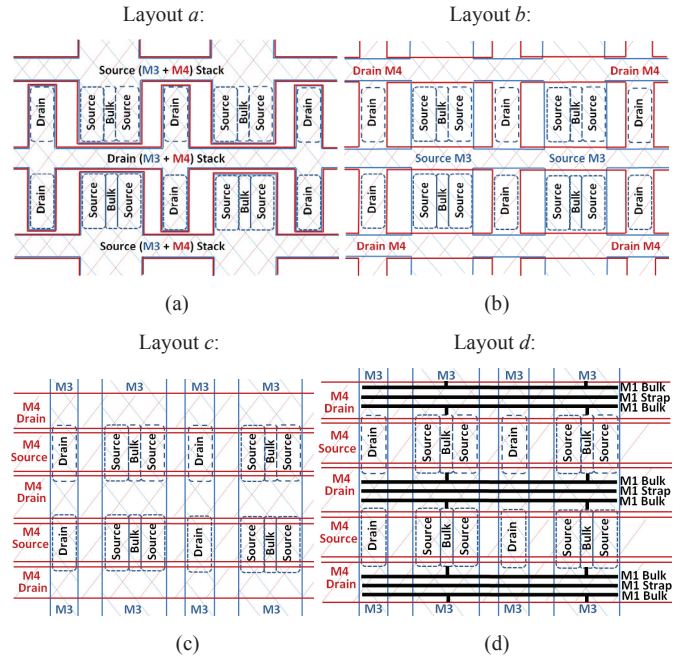 Layout a:
Layout b:
Source (M3 + M4) Stack
Drain Source Bulk Source Drain Source Bulk Source Drain
Drain (M3 + M4) Stack
Drain Source Bulk Source Drain Source Bulk Source Drain
Source (M3 + M4) Stack
(a)
Drain M4 Drain M4
Drain Source Bulk Source Drain Source Bulk Source Drain
Source M3 Source M3
Drain Source Bulk Source Drain Source Bulk Source Drain
Drain M4 Drain M4
(b)
Layout c:
Layout d:
M3 M3 M3 M3
M4
Drain
M4
Source
Drain Source Bulk Source Drain Source Bulk Source
M4
Drain
M4
Source
Drain Source Bulk Source Drain Source Bulk Source
M4
Drain
M3 M3 M3 M3
(c)
M3 M3 M3 M3
M4
Drain
M1 Bulk
M1 Strap
M1 Bulk
M4
Source
Drain Source Bulk Source Drain Source Bulk Source
M4
Drain
M1 Bulk
M1 Strap
M1 Bulk
M4
Source
Drain Source Bulk Source Drain Source Bulk Source
M4
Drain
M1 Bulk
M1 Strap
M1 Bulk
M3 M3 M3 M3
(d)